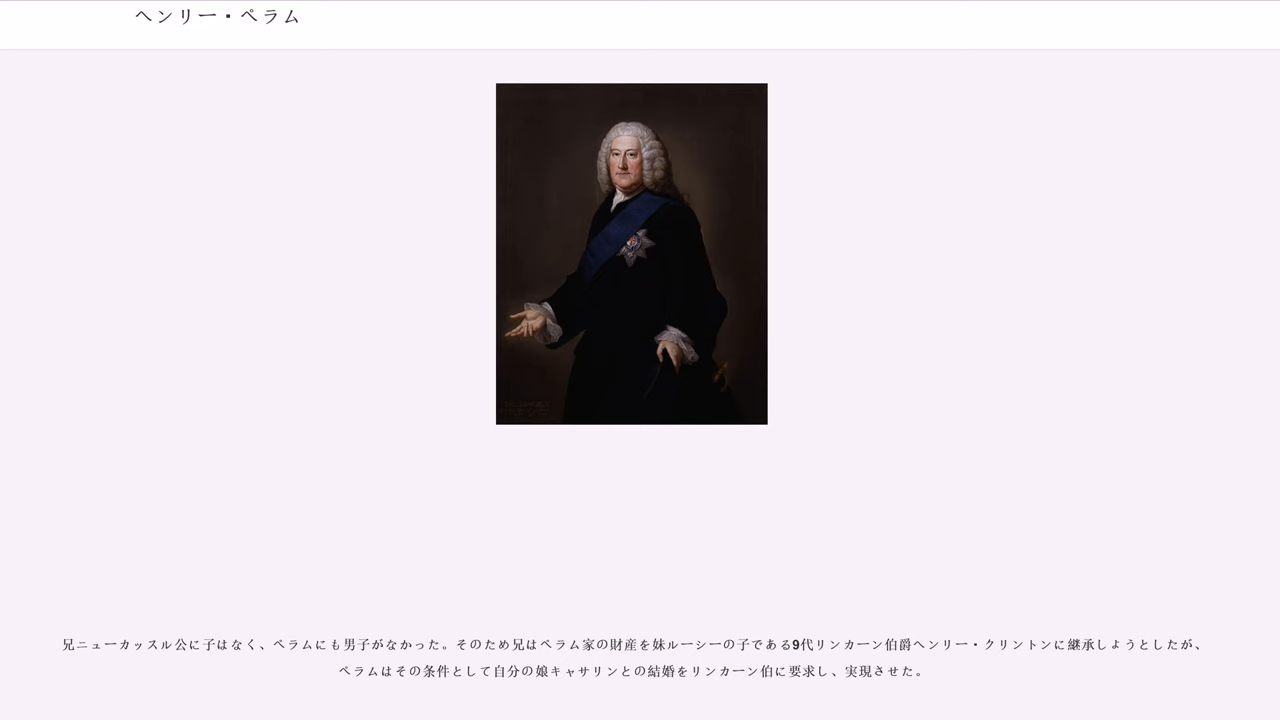 ヘンリー・ペラム
兄ニューカッスル公に子はなく、ペラムにも男子がなかった。そのため兄はペラム家の財産を妹ルーシーの子である9代リンカーン伯爵ヘンリー・クリントンに継承しようとしたが、
ペラムはその条件として自分の娘キャサリンとの結婚をリンカーン伯に要求し、実現させた。